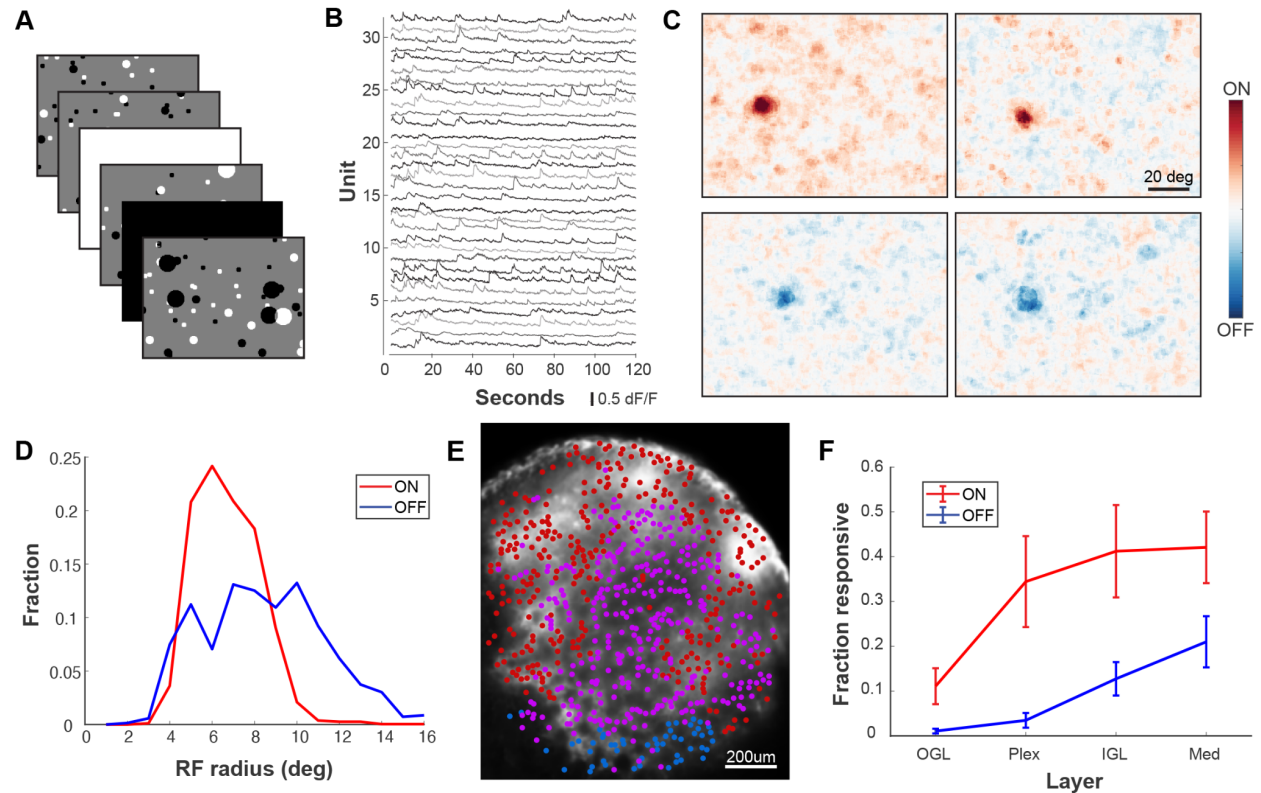 A
B
30
25
20
15
10
5
Unit
0 20 40 60 80 100 120
Seconds
0.5 dF/F
C
20 deg
ON
OFF
D
Fraction
0.25
0.2
0.15
0.1
0.05
0
0 2 4 6 8 10 12 14 16
RF radius (deg)
ON
OFF
E
200um
F
Fraction responsive
0.6
0.5
0.4
0.3
0.2
0.1
0
ON
OFF
OGL Plex IGL Med
Layer